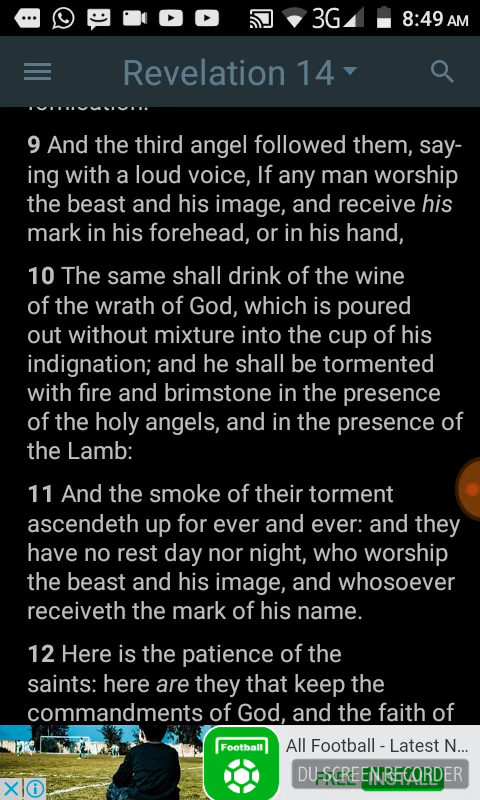 3G 8:49 AM
Revelation 14
fornication.
9 And the third angel followed them, say-
ing with a loud voice, If any man worship
the beast and his image, and receive his
mark in his forehead, or in his hand,
10 The same shall drink of the wine
of the wrath of God, which is poured
out without mixture into the cup of his
indignation; and he shall be tormented
with fire and brimstone in the presence
of the holy angels, and in the presence of
the Lamb:
11 And the smoke of their torment
ascendeth up for ever and ever: and they
have no rest day nor night, who worship
the beast and his image, and whosoever
receiveth the mark of his name.
12 Here is the patience of the
saints: here are they that keep the
commandments of God, and the faith of
Football
All Football - Latest N...
FREE INSTALL
DU SCREEN RECORDER